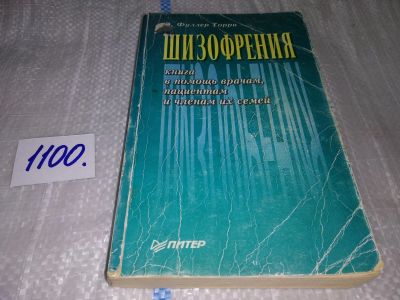 Э. Фуллер Торри
ШИЗОФРЕНИЯ
книга
в помощь врачам,
пациентам
и членам их семей
ПИТЕР
1100.